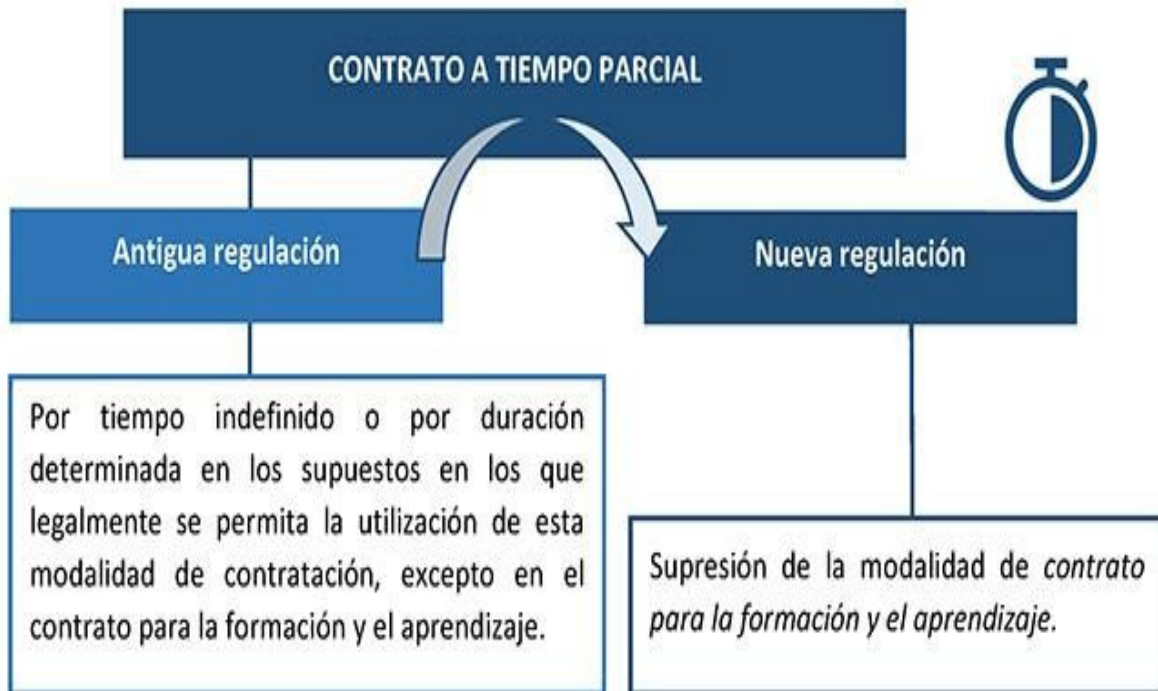 CONTRATO A TIEMPO PARCIAL
Antigua regulación
Nueva regulación
Por tiempo indefinido o por duración
determinada en los supuestos en los que
legalmente se permita la utilización de esta
modalidad de contratación, excepto en el
contrato para la formación y el aprendizaje.
Supresión de la modalidad de contrato
para la formación y el aprendizaje.